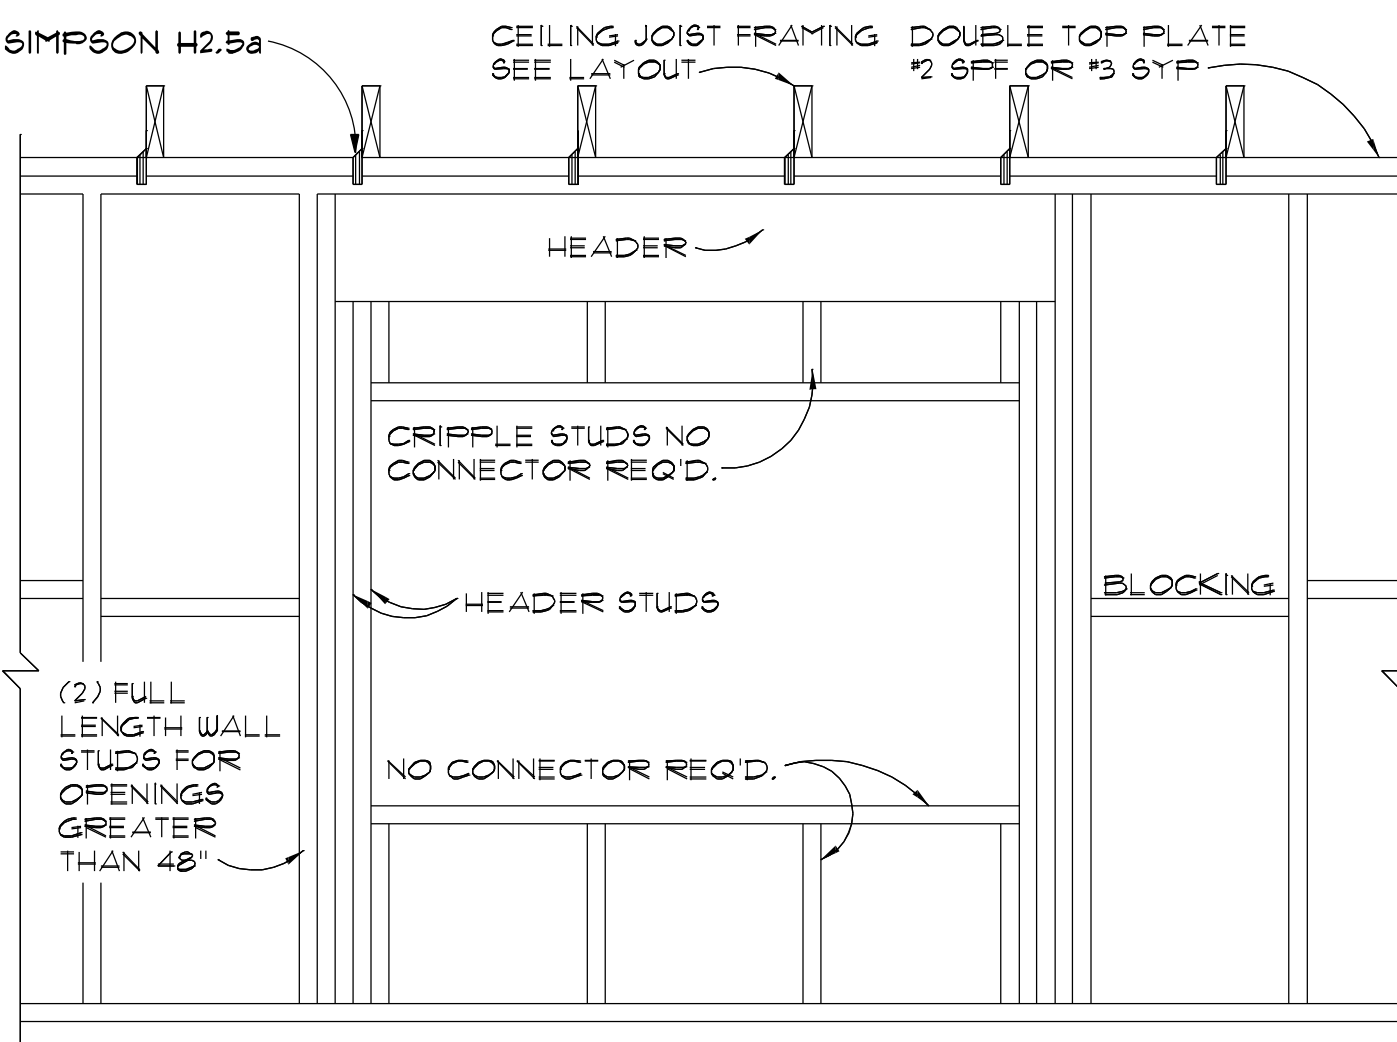 SIMPSON H2.5a
CEILING JOIST FRAMING
SEE LAYOUT
DOUBLE TOP PLATE
#2 SPF OR #3 SYP
HEADER
CRIPPLE STUDS NO
CONNECTOR REQ'D.
HEADER STUDS
BLOCKING
(2) FULL
LENGTH WALL
STUDS FOR
OPENINGS
GREATER
THAN 48"
NO CONNECTOR REQ'D.